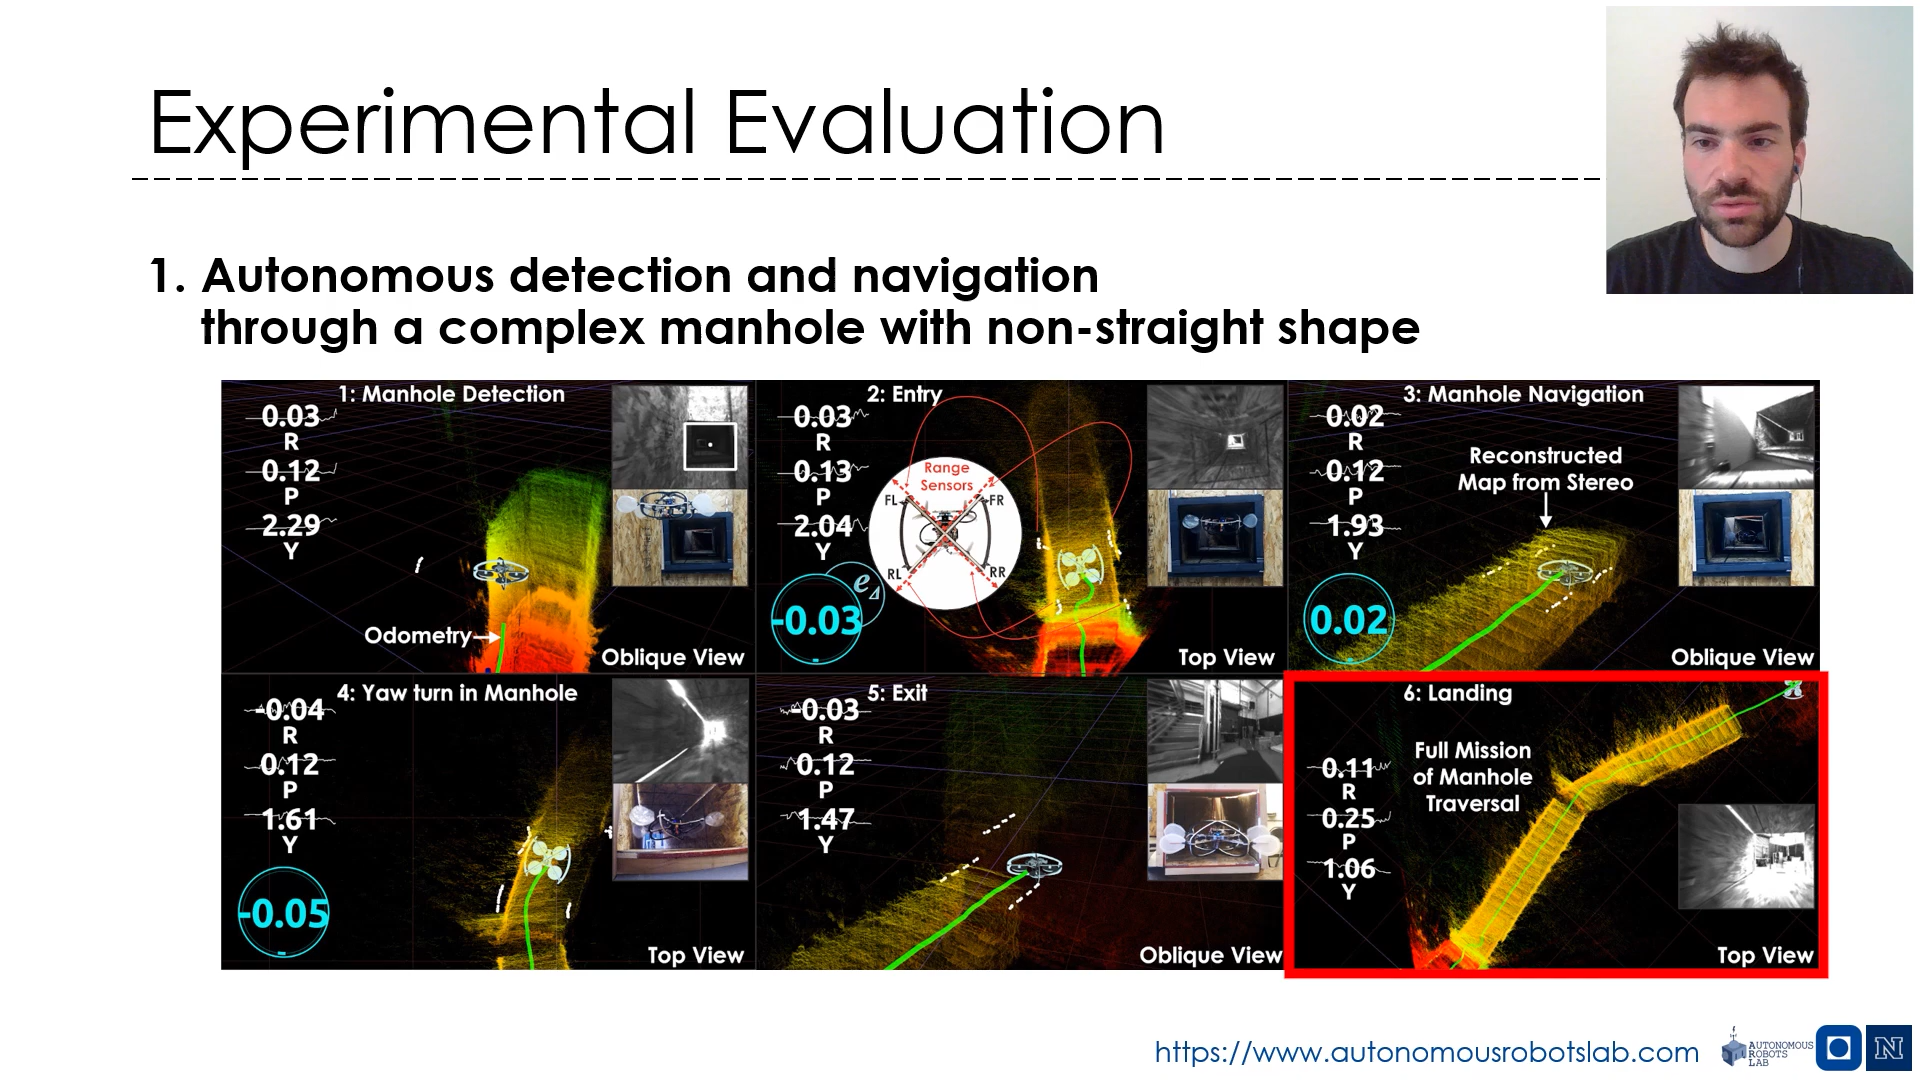 Experimental Evaluation
1. Autonomous detection and navigation
through a complex manhole with non-straight shape
1: Manhole Detection
0.03
R
0.12
P
2.29
Y
Odometry
Oblique View
2: Entry
0.03
R
0.13
P
2.04
Y
-0.03
eΔ
Range
Sensors
FL
FR
RL
RR
Top View
3: Manhole Navigation
0.02
R
0.12
P
1.93
Y
0.02
Reconstructed
Map from Stereo
Oblique View
4: Yaw turn in Manhole
-0.04
R
0.12
P
1.61
Y
-0.05
Top View
5: Exit
-0.03
R
0.12
P
1.47
Y
Oblique View
6: Landing
0.11
R
0.25
P
1.06
Y
Full Mission
of Manhole
Traversal
Top View
https://www.autonomousrobotslab.com
AUTONOMOUS
ROBOTS
LAB
N